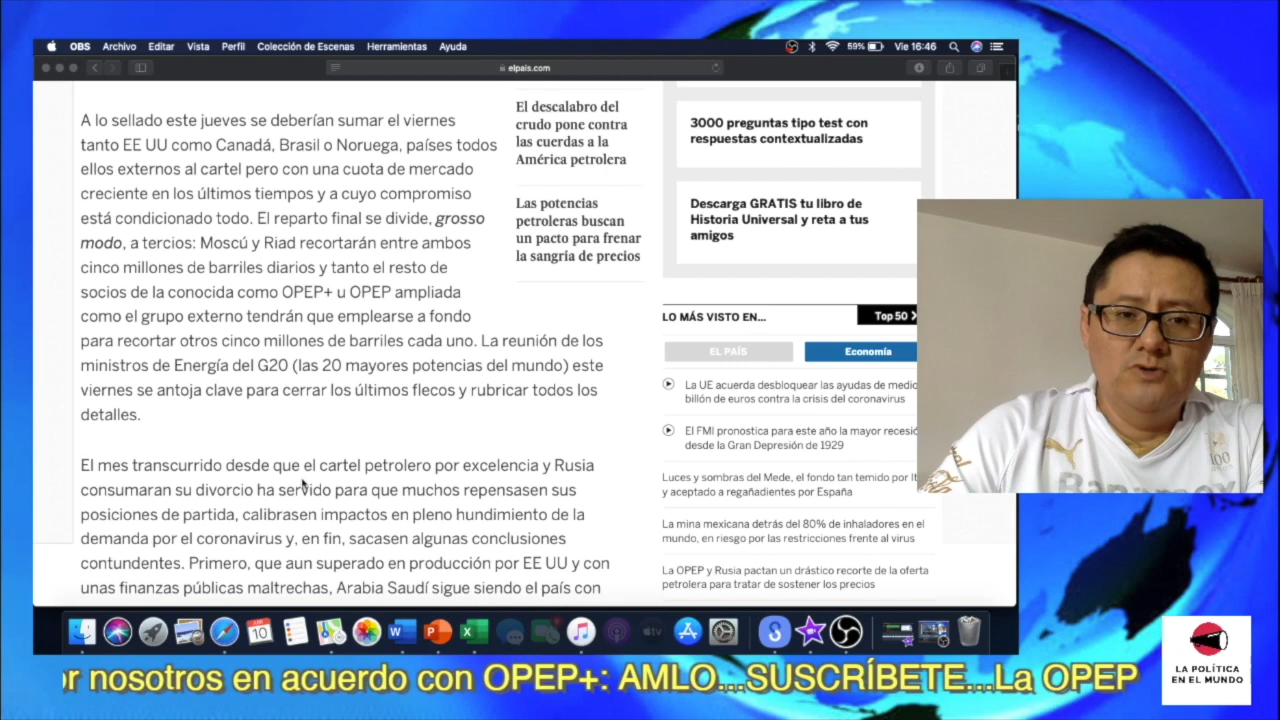 OBS Archivo Editar Vista Perfil Colección de Escenas Herramientas Ayuda
59% Vie 16:46
elpais.com
A lo sellado este jueves se deberían sumar el viernes
tanto EE UU como Canadá, Brasil o Noruega, países todos
ellos externos al cartel pero con una cuota de mercado
creciente en los últimos tiempos y a cuyo compromiso
está condicionado todo. El reparto final se divide, grosso
modo, a tercios: Moscú y Riad recortarán entre ambos
cinco millones de barriles diarios y tanto el resto de
socios de la conocida como OPEP+ u OPEP ampliada
como el grupo externo tendrán que emplearse a fondo
para recortar otros cinco millones de barriles cada uno. La reunión de los
ministros de Energía del G20 (las 20 mayores potencias del mundo) este
viernes se antoja clave para cerrar los últimos flecos y rubricar todos los
detalles.
El mes transcurrido desde que el cartel petrolero por excelencia y Rusia
consumaran su divorcio ha servido para que muchos repensasen sus
posiciones de partida, calibrasen impactos en pleno hundimiento de la
demanda por el coronavirus y, en fin, sacasen algunas conclusiones
contundentes. Primero, que aun superado en producción por EE UU y con
unas finanzas públicas maltrechas, Arabia Saudí sigue siendo el país con
El descalabro del
crudo pone contra
las cuerdas a la
América petrolera
Las potencias
petroleras buscan
un pacto para frenar
la sangría de precios
3000 preguntas tipo test con
respuestas contextualizadas
Descarga GRATIS tu libro de
Historia Universal y reta a tus
amigos
LO MÁS VISTO EN...
Top 50
EL PAÍS
Economía
La UE acuerda desbloquear las ayudas de medio
billón de euros contra la crisis del coronavirus
El FMI pronostica para este año la mayor recesió
desde la Gran Depresión de 1929
Luces y sombras del Mede, el fondo tan temido por It
y aceptado a regañadientes por España
La mina mexicana detrás del 80% de inhaladores en el
mundo, en riesgo por las restricciones frente al virus
La OPEP y Rusia pactan un drástico recorte de la oferta
petrolera para tratar de sostener los precios
100
Banamex
10
W P X
tv
LA POLÍTICA
EN EL MUNDO
or nosotros en acuerdo con OPEP+: AMLO...SUSCRÍBETE...La OPEP